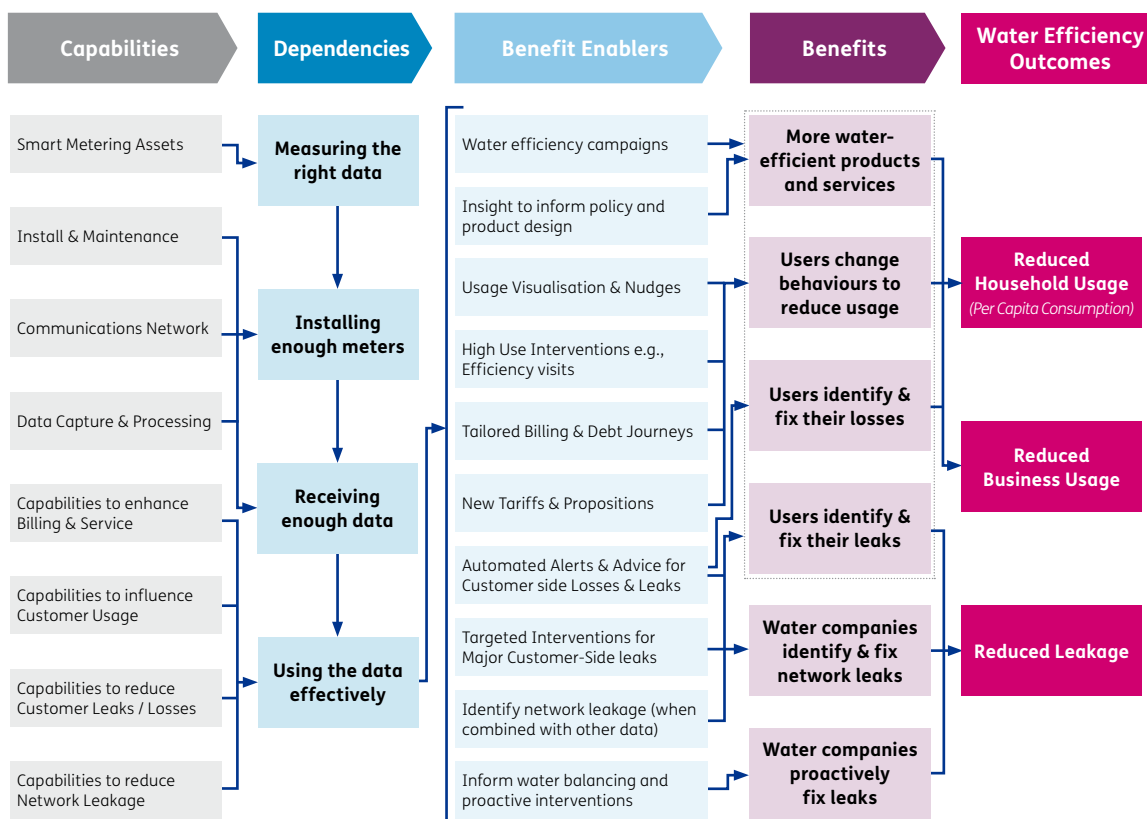 Capabilities
Dependencies
Benefit Enablers
Benefits
Water Efficiency
Outcomes
Smart Metering Assets
Install & Maintenance
Communications Network
Data Capture & Processing
Capabilities to enhance
Billing & Service
Capabilities to influence
Customer Usage
Capabilities to reduce
Customer Leaks / Losses
Capabilities to reduce
Network Leakage
Measuring the
right data
Installing
enough meters
Receiving
enough data
Using the data
effectively
Water efficiency campaigns
Insight to inform policy and
product design
Usage Visualisation & Nudges
High Use Interventions e.g.,
Efficiency visits
Tailored Billing & Debt Journeys
New Tariffs & Propositions
Automated Alerts & Advice for
Customer side Losses & Leaks
Targeted Interventions for
Major Customer-Side leaks
Identify network leakage (when
combined with other data)
Inform water balancing and
proactive interventions
More water-
efficient products
and services
Users change
behaviours to
reduce usage
Users identify &
fix their losses
Users identify &
fix their leaks
Water companies
identify & fix
network leaks
Water companies
proactively
fix leaks
Reduced
Household Usage
(Per Capita Consumption)
Reduced
Business Usage
Reduced Leakage